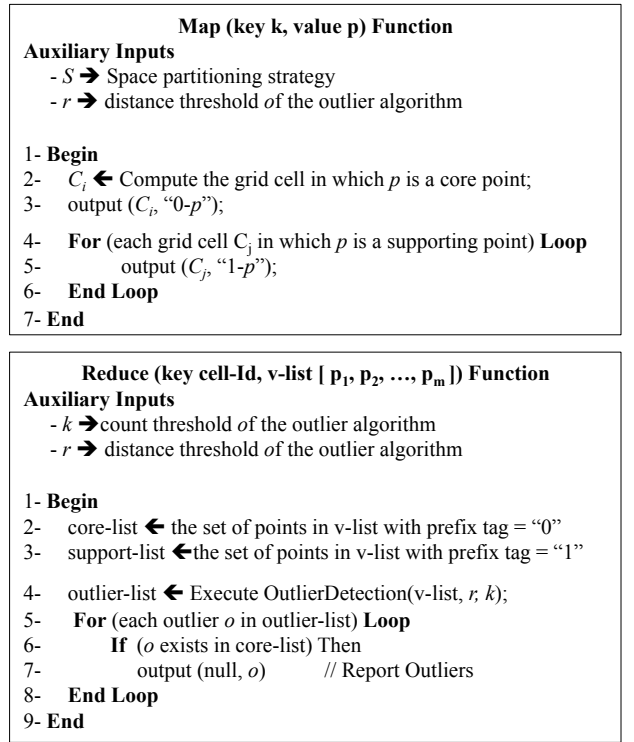 Map (key k, value p) Function
Auxiliary Inputs
- S ➔ Space partitioning strategy
- r ➔ distance threshold of the outlier algorithm
1- Begin
2- Ci 🡰 Compute the grid cell in which p is a core point;
3- output (Ci, “0-p”);
4- For (each grid cell Cj in which p is a supporting point) Loop
5- output (Cj, “1-p”);
6- End Loop
7- End
Reduce (key cell-Id, v-list [ p1, p2, …, pm ]) Function
Auxiliary Inputs
- k ➔count threshold of the outlier algorithm
- r ➔ distance threshold of the outlier algorithm
1- Begin
2- core-list 🡰 the set of points in v-list with prefix tag = “0”
3- support-list 🡰the set of points in v-list with prefix tag = “1”
4- outlier-list 🡰 Execute OutlierDetection(v-list, r, k);
5- For (each outlier o in outlier-list) Loop
6- If (o exists in core-list) Then
7- output (null, o) // Report Outliers
8- End Loop
9- End